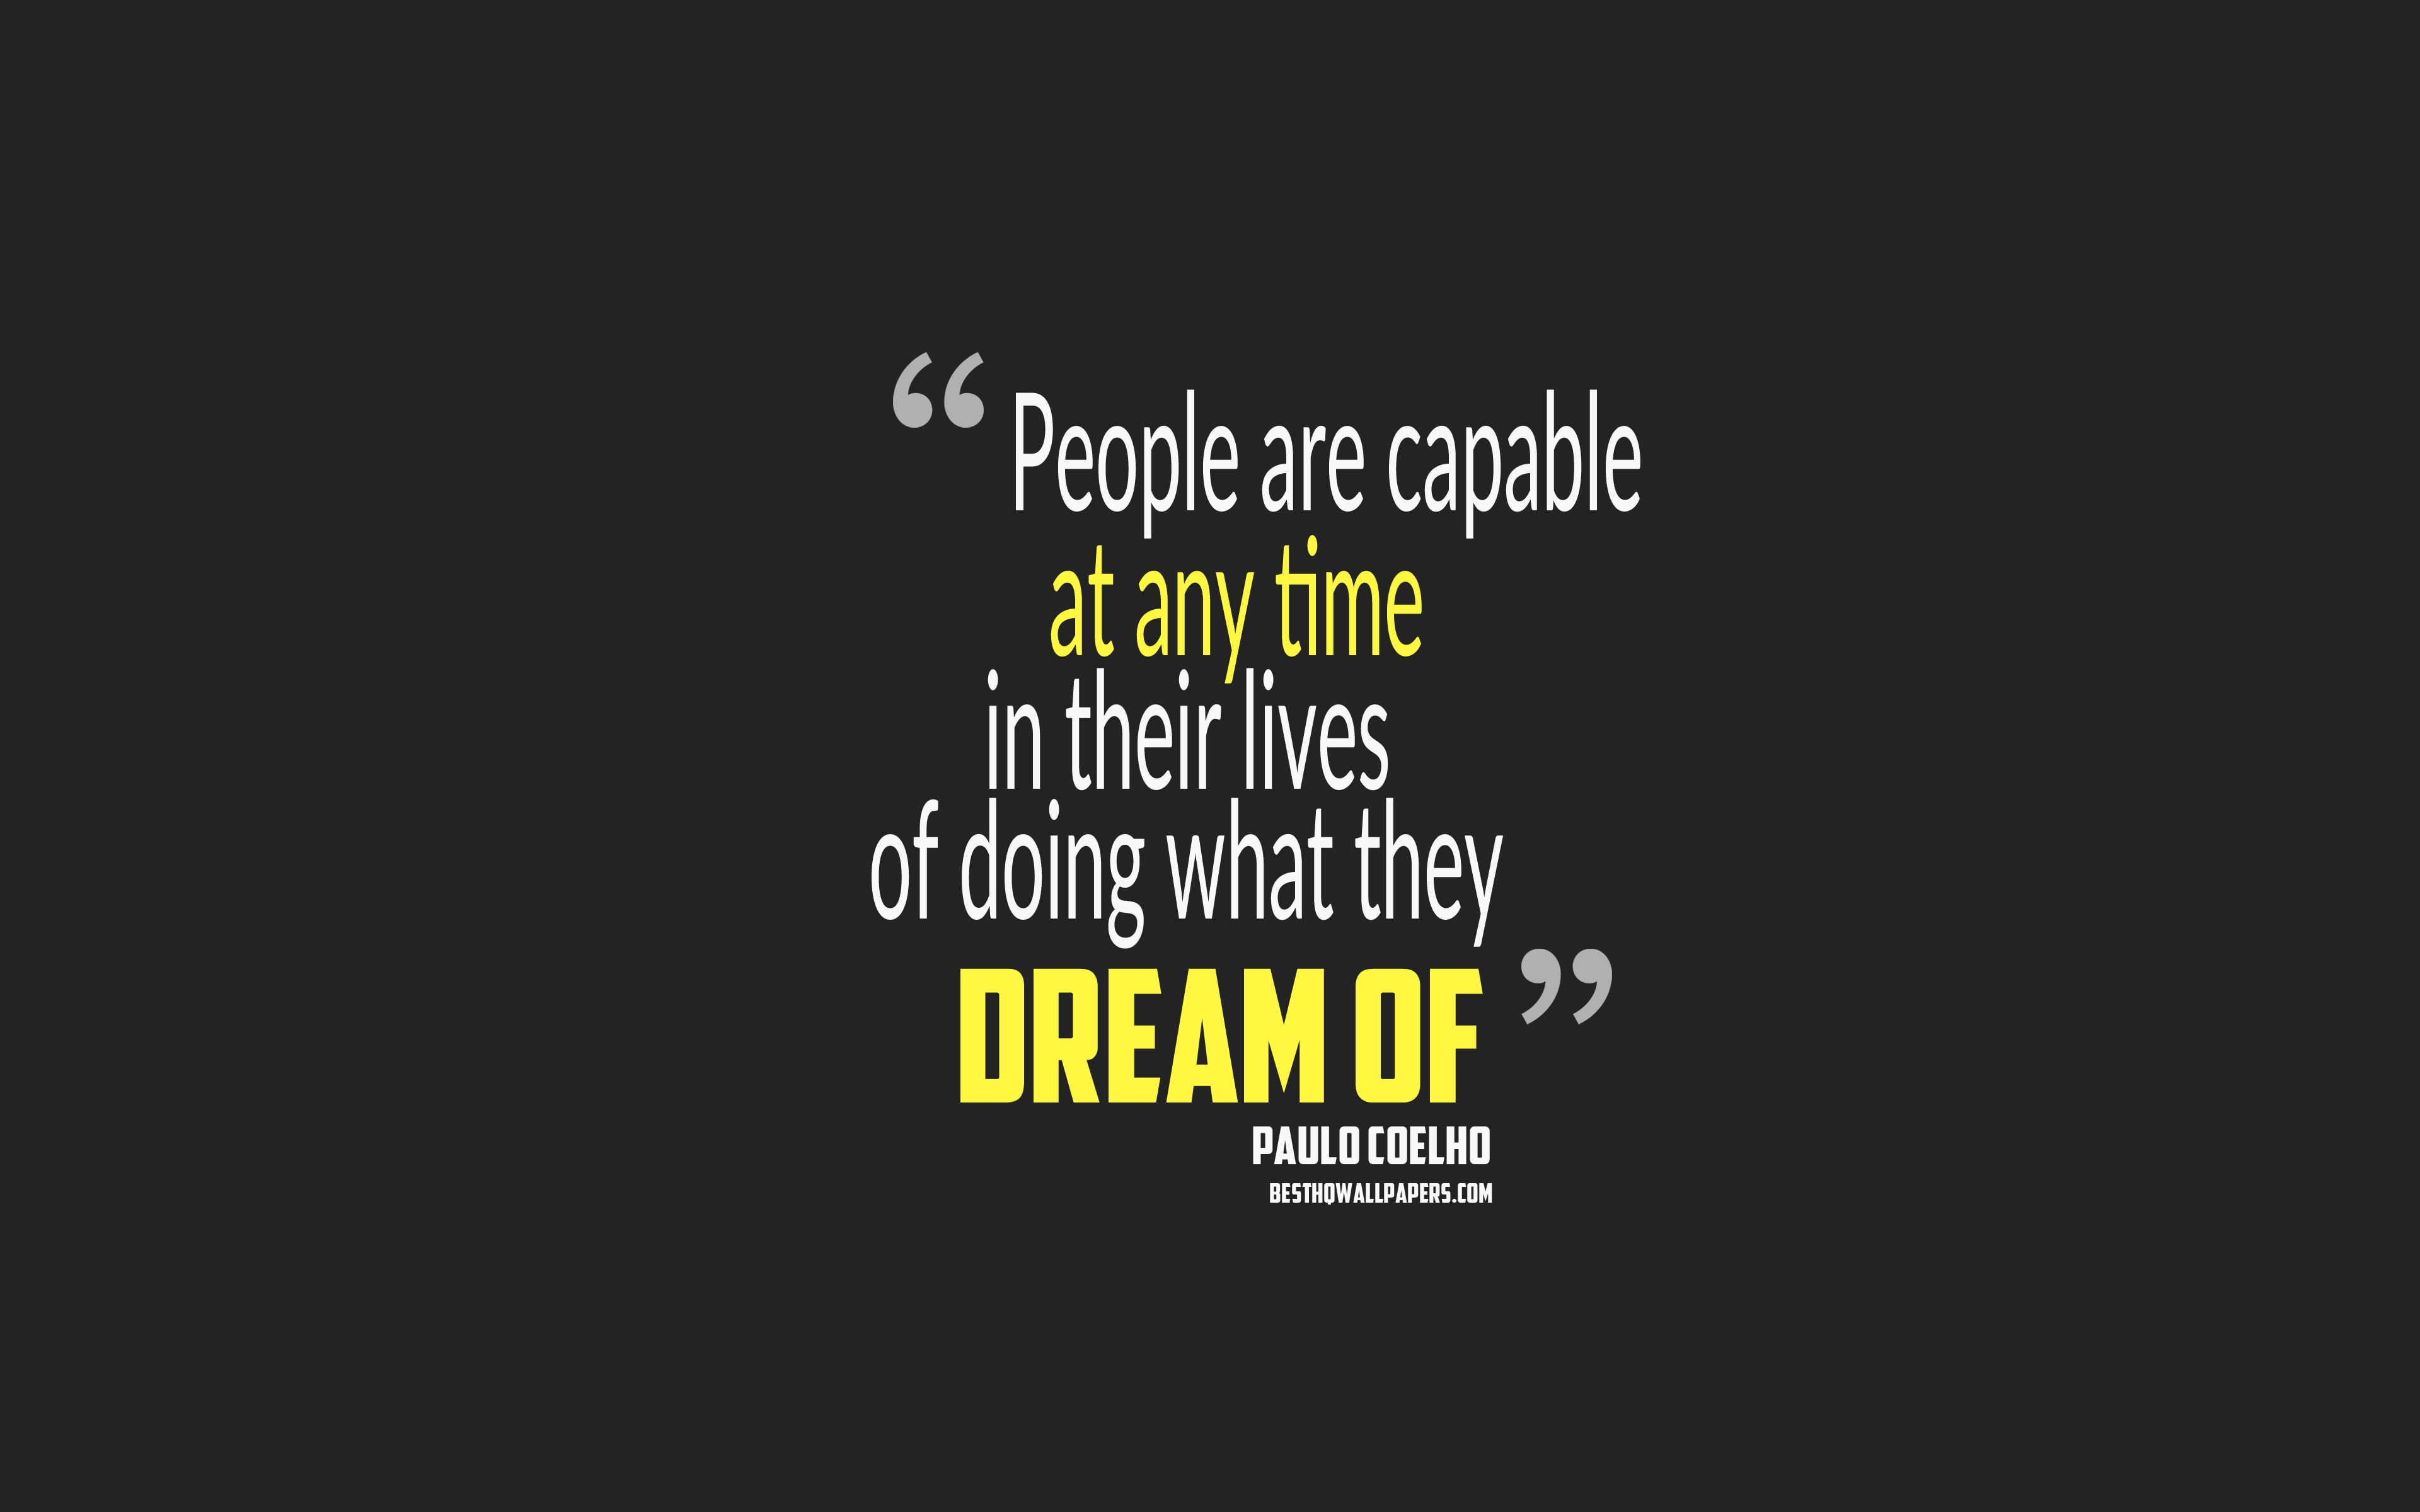 “ People are capable
at any time
in their lives
of doing what they
DREAM OF ”
PAULO COELHO
BESTHQWALLPAPERS.COM